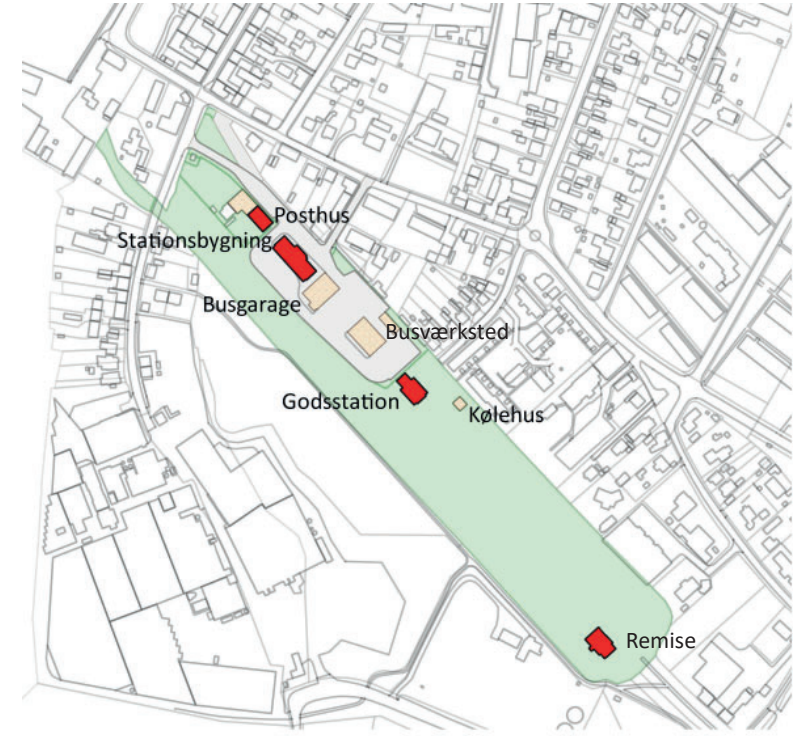 Posthus
Stationsbygning
Busgarage
Busværksted
Godsstation
Kølehus
Remise